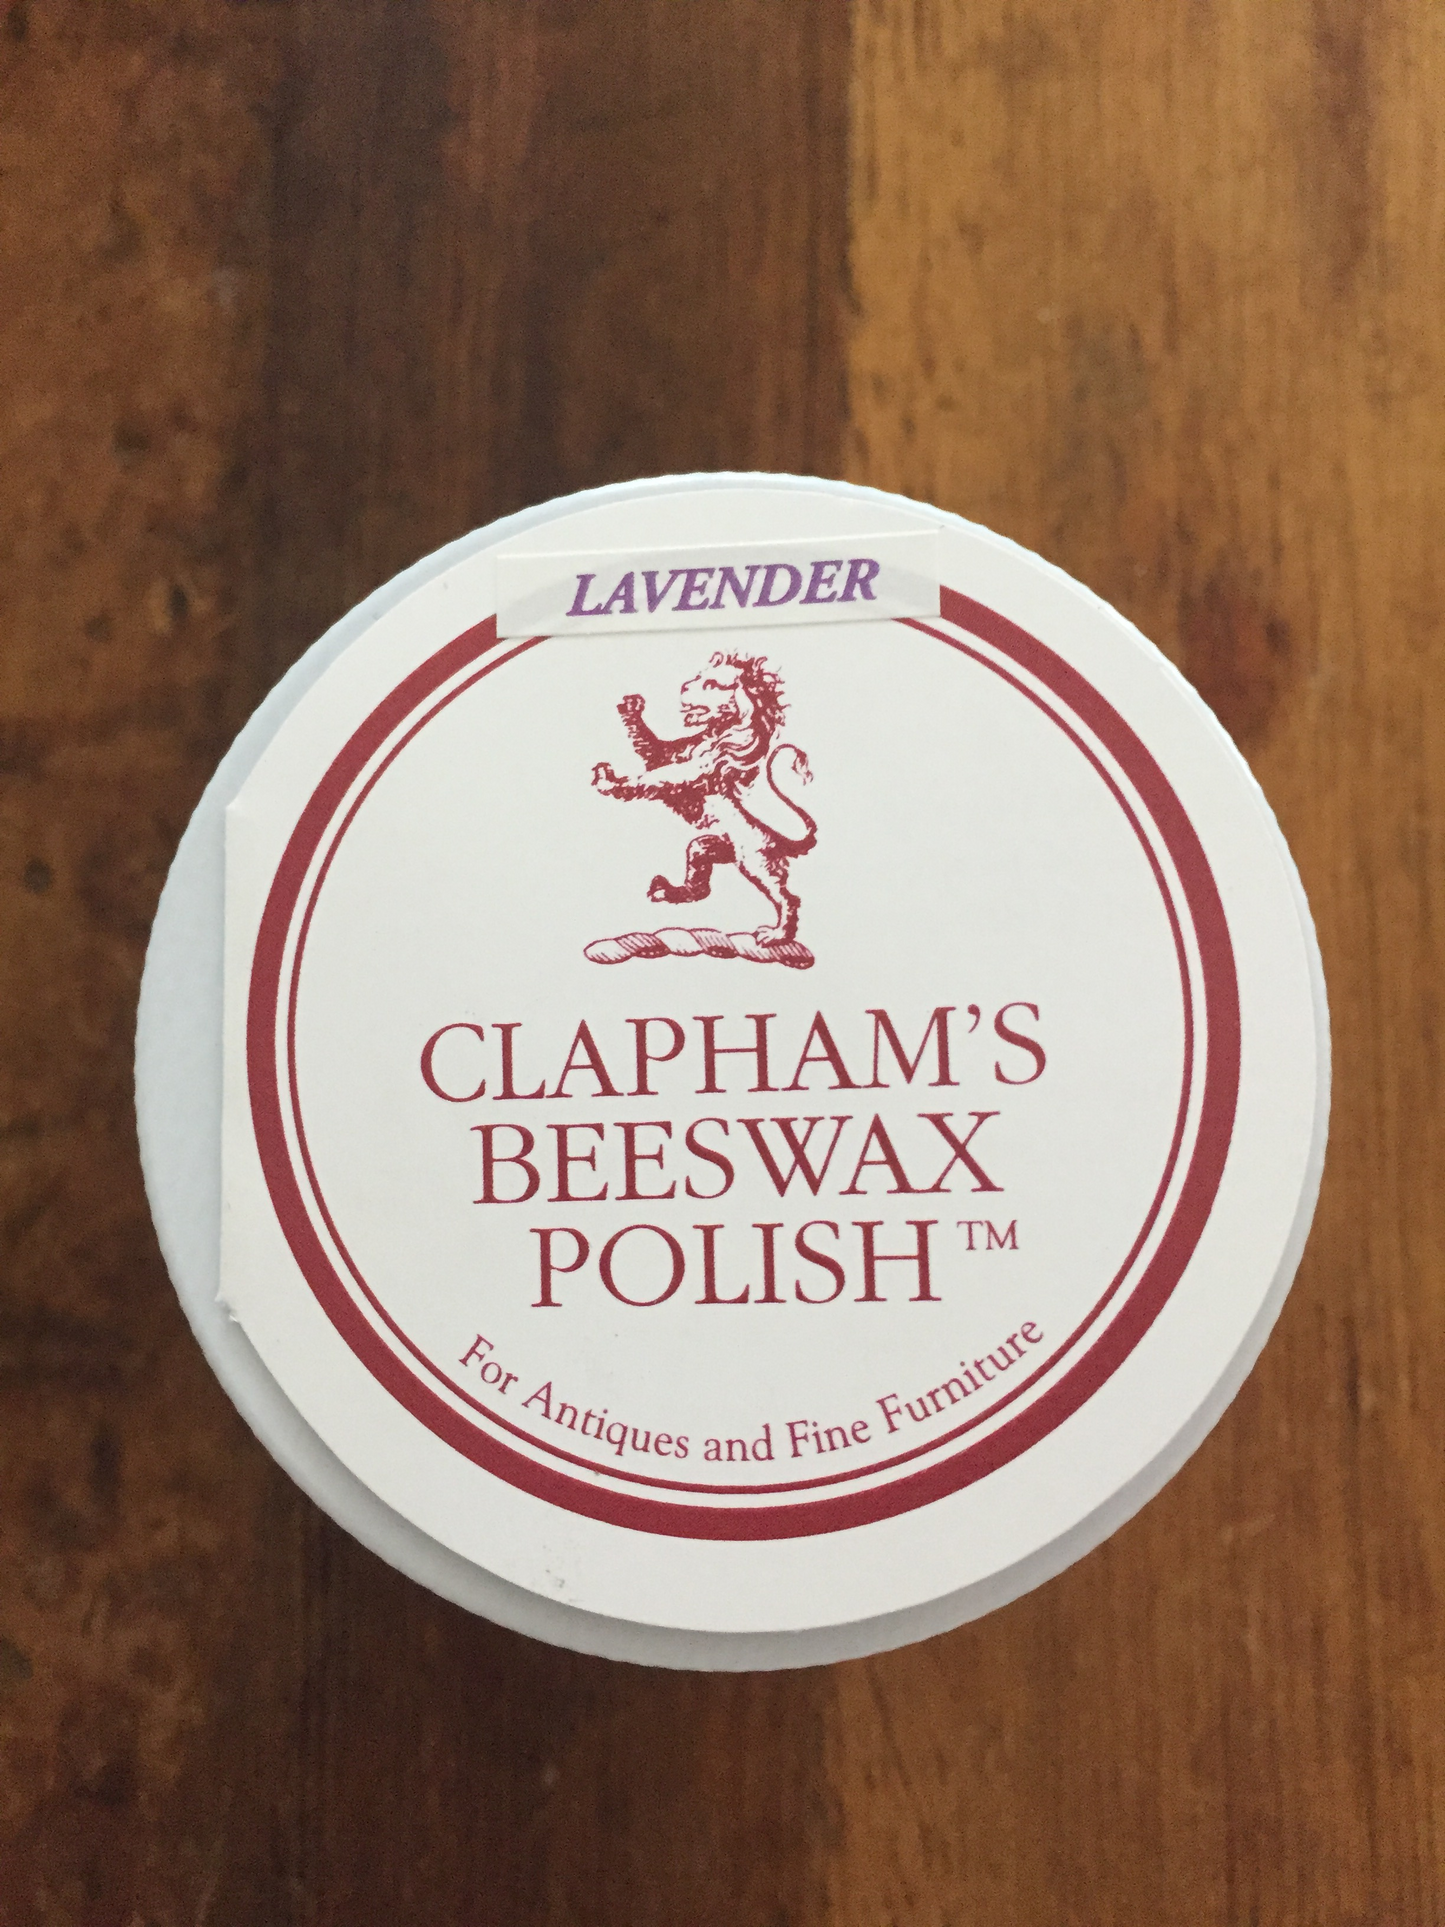 LAVENDER
CLAPHAM'S
BEESWAX
POLISH™
For Antiques and Fine Furniture